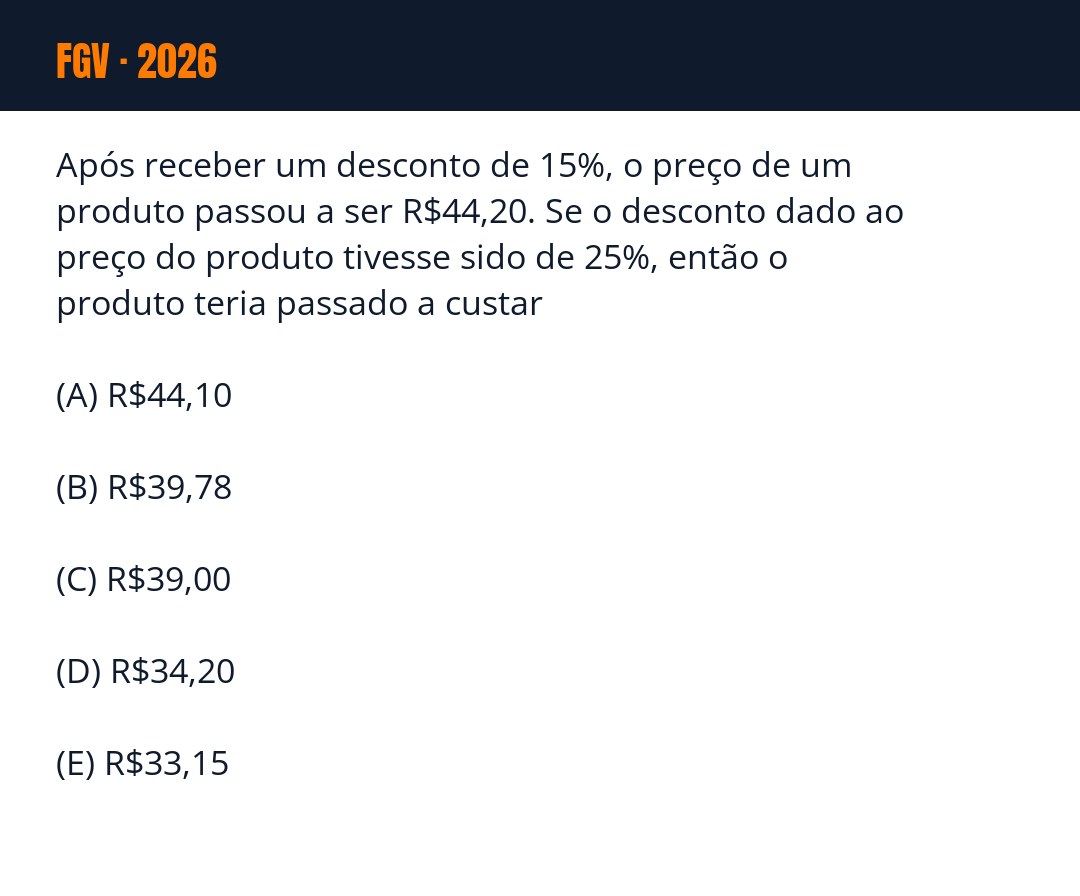 FGV · 2026
Após receber um desconto de 15%, o preço de um
produto passou a ser R$44,20. Se o desconto dado ao
preço do produto tivesse sido de 25%, então o
produto teria passado a custar
(A) R$44,10
(B) R$39,78
(C) R$39,00
(D) R$34,20
(E) R$33,15